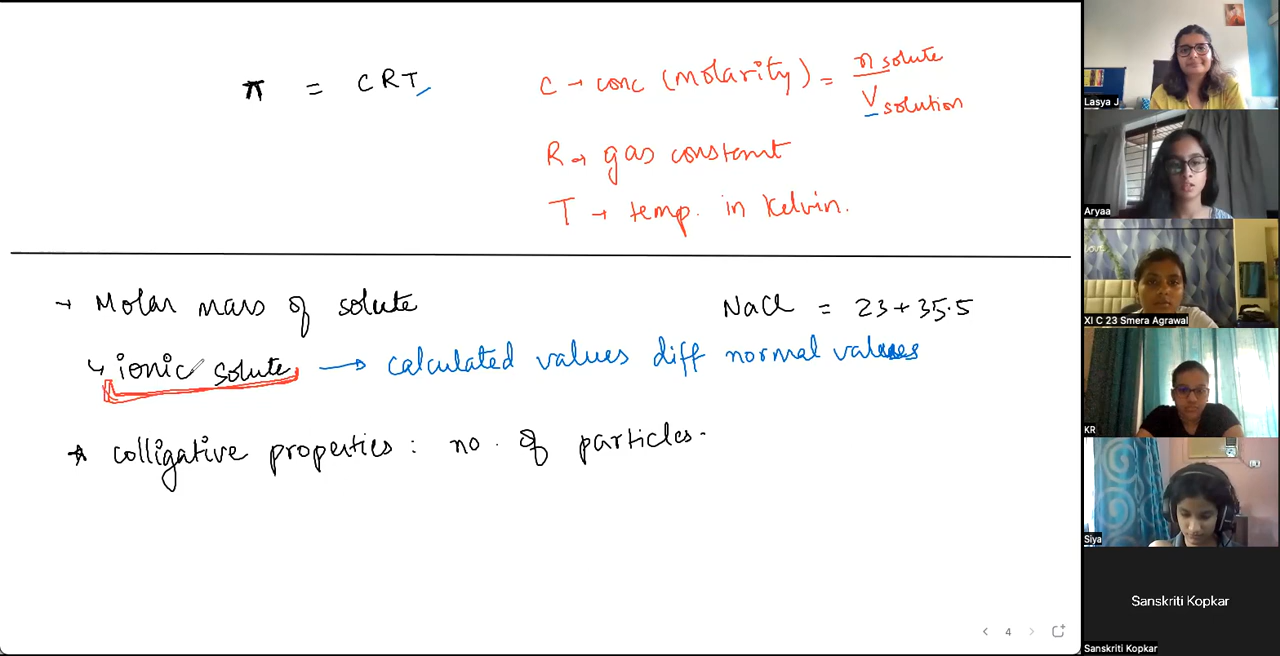 π = CRT
C → conc (molarity) = n solute / V solution
R → gas constant
T → temp. in Kelvin.
→ Molar mass of solute
NaCl = 23 + 35.5
↳ ionic solute → calculated values diff normal values
* colligative properties : no. of particles.
4
Lasya J
Aryaa
XI C 23 Smera Agrawal
KR
Siya
Sanskriti Kopkar
Sanskriti Kopkar